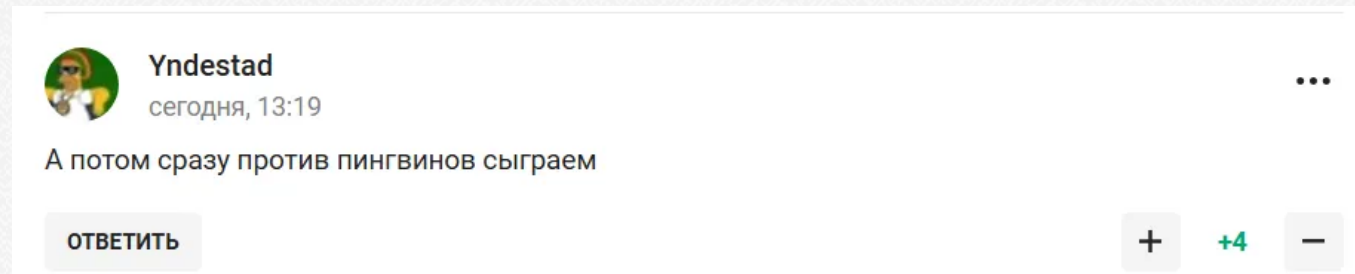 Yndestad
сегодня, 13:19
А потом сразу против пингвинов сыграем
ОТВЕТИТЬ
+ +4 −